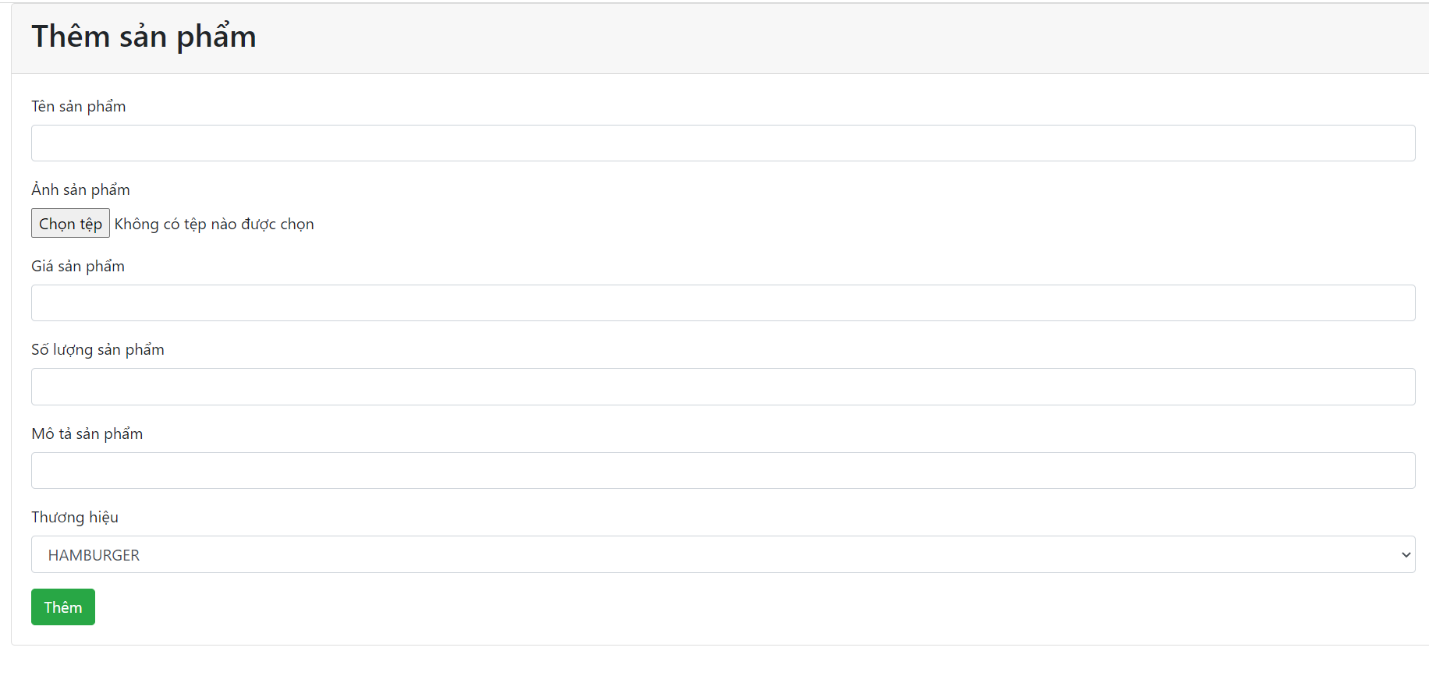 Thêm sản phẩm
Tên sản phẩm
Ảnh sản phẩm
Chọn tệp Không có tệp nào được chọn
Giá sản phẩm
Số lượng sản phẩm
Mô tả sản phẩm
Thương hiệu
HAMBURGER
Thêm